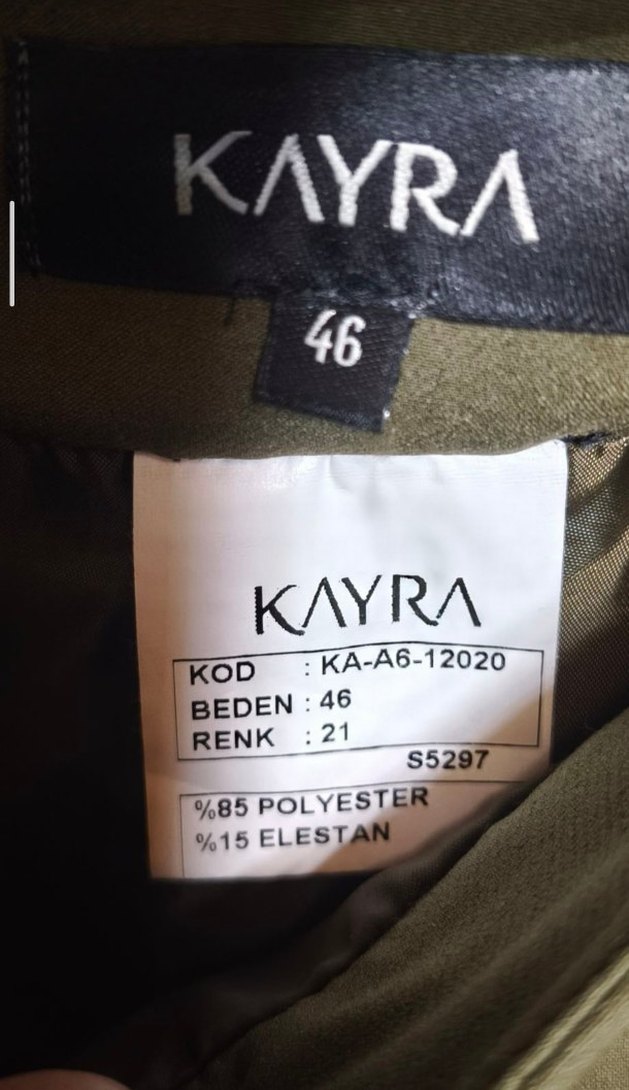 KAYRA
46
KAYRA
KOD : KA-A6-12020
BEDEN : 46
RENK : 21
S5297
%85 POLYESTER
%15 ELESTAN